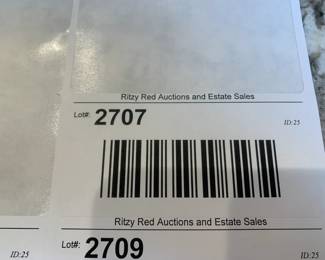 Ritzy Red Auctions and Estate Sales
Lot#: 2707 ID:25
Ritzy Red Auctions and Estate Sales
ID:25 Lot#: 2709 ID:25